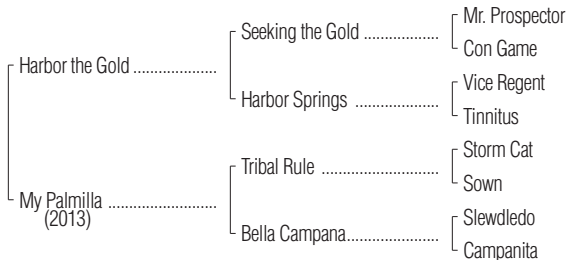 Mr. Prospector
Seeking the Gold ..................
Con Game
Harbor the Gold ....................
Vice Regent
Harbor Springs ....................
Tinnitus
Storm Cat
Tribal Rule ............................
Sown
My Palmilla ..........................
(2013)
Slewdledo
Bella Campana......................
Campanita